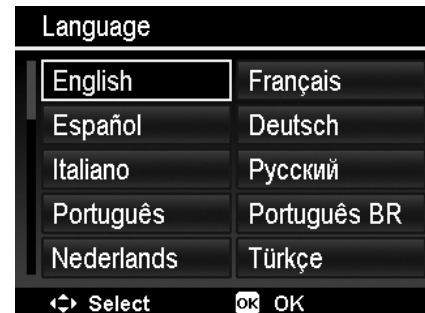 Language
English Français
Español Deutsch
Italiano Русский
Português Português BR
Nederlands Türkçe
Select OK OK